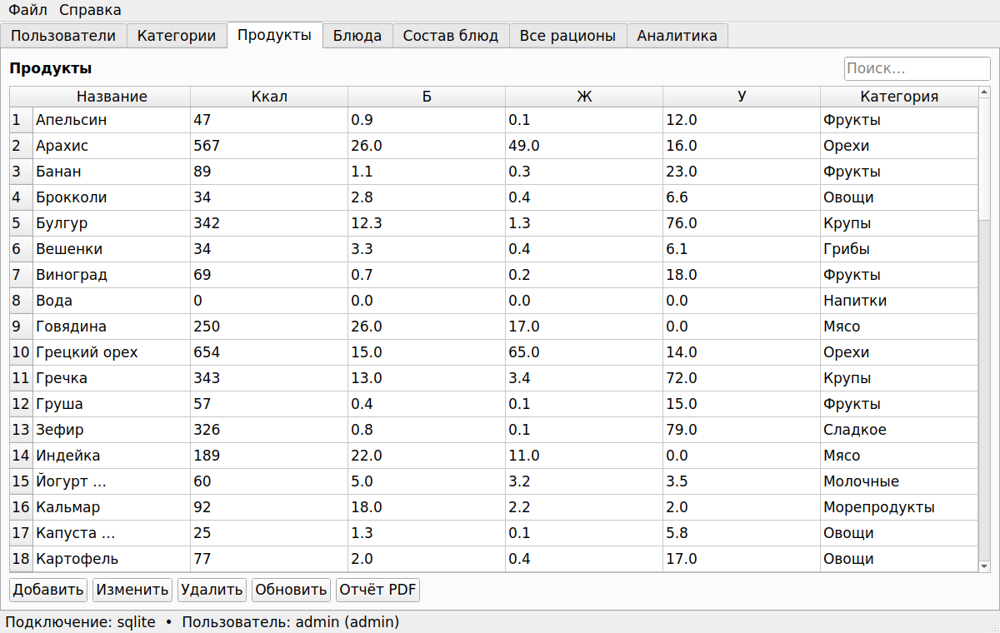 Файл Справка
Пользователи Категории Продукты Блюда Состав блюд Все рационы Аналитика
Продукты Поиск...
Название Ккал Б Ж У Категория
1 Апельсин 47 0.9 0.1 12.0 Фрукты
2 Арахис 567 26.0 49.0 16.0 Орехи
3 Банан 89 1.1 0.3 23.0 Фрукты
4 Брокколи 34 2.8 0.4 6.6 Овощи
5 Булгур 342 12.3 1.3 76.0 Крупы
6 Вешенки 34 3.3 0.4 6.1 Грибы
7 Виноград 69 0.7 0.2 18.0 Фрукты
8 Вода 0 0.0 0.0 0.0 Напитки
9 Говядина 250 26.0 17.0 0.0 Мясо
10 Грецкий орех 654 15.0 65.0 14.0 Орехи
11 Гречка 343 13.0 3.4 72.0 Крупы
12 Груша 57 0.4 0.1 15.0 Фрукты
13 Зефир 326 0.8 0.1 79.0 Сладкое
14 Индейка 189 22.0 11.0 0.0 Мясо
15 Йогурт ... 60 5.0 3.2 3.5 Молочные
16 Кальмар 92 18.0 2.2 2.0 Морепродукты
17 Капуста ... 25 1.3 0.1 5.8 Овощи
18 Картофель 77 2.0 0.4 17.0 Овощи
Добавить Изменить Удалить Обновить Отчёт PDF
Подключение: sqlite • Пользователь: admin (admin)